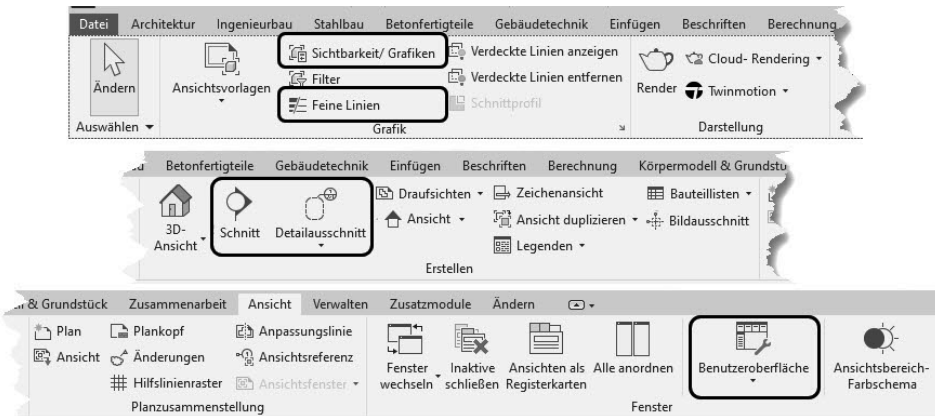 Datei Architektur Ingenieurbau Stahlbau Betonfertigteile Gebäudetechnik Einfügen Beschriften Berechnung
Ändern
Auswählen
Ansichtsvorlagen
Sichtbarkeit/ Grafiken
Filter
Feine Linien
Verdeckte Linien anzeigen
Verdeckte Linien entfernen
Schnittprofil
Grafik
Render
Cloud- Rendering
Twinmotion
Darstellung
Betonfertigteile Gebäudetechnik Einfügen Beschriften Berechnung Körpermodell & Grundstü
3D-
Ansicht
Schnitt
Detailausschnitt
Draufsichten
Ansicht
Zeichenansicht
Ansicht duplizieren
Legenden
Bauteillisten
Bildausschnitt
Erstellen
& Grundstück Zusammenarbeit Ansicht Verwalten Zusatzmodule Ändern
Plan
Ansicht
Plankopf
Änderungen
Hilfslinienraster
Anpassungslinie
Ansichtsreferenz
Ansichtsfenster
Planzusammenstellung
Fenster
wechseln
Inaktive
schließen
Ansichten als
Registerkarten
Alle anordnen
Benutzeroberfläche
Fenster
Ansichtsbereich-
Farbschema